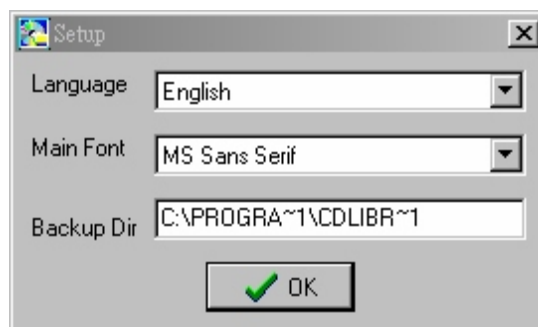 Setup
Language English
Main Font MS Sans Serif
Backup Dir C:\PROGRA~1\CDLIBR~1
OK